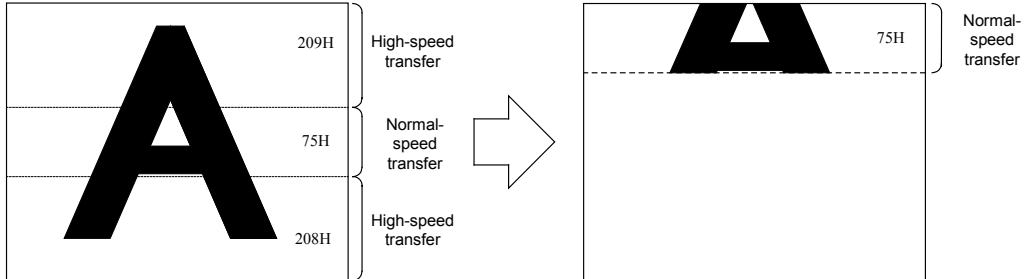 209H
High-speed
transfer
75H
Normal-
speed
transfer
208H
High-speed
transfer
75H
Normal-
speed
transfer